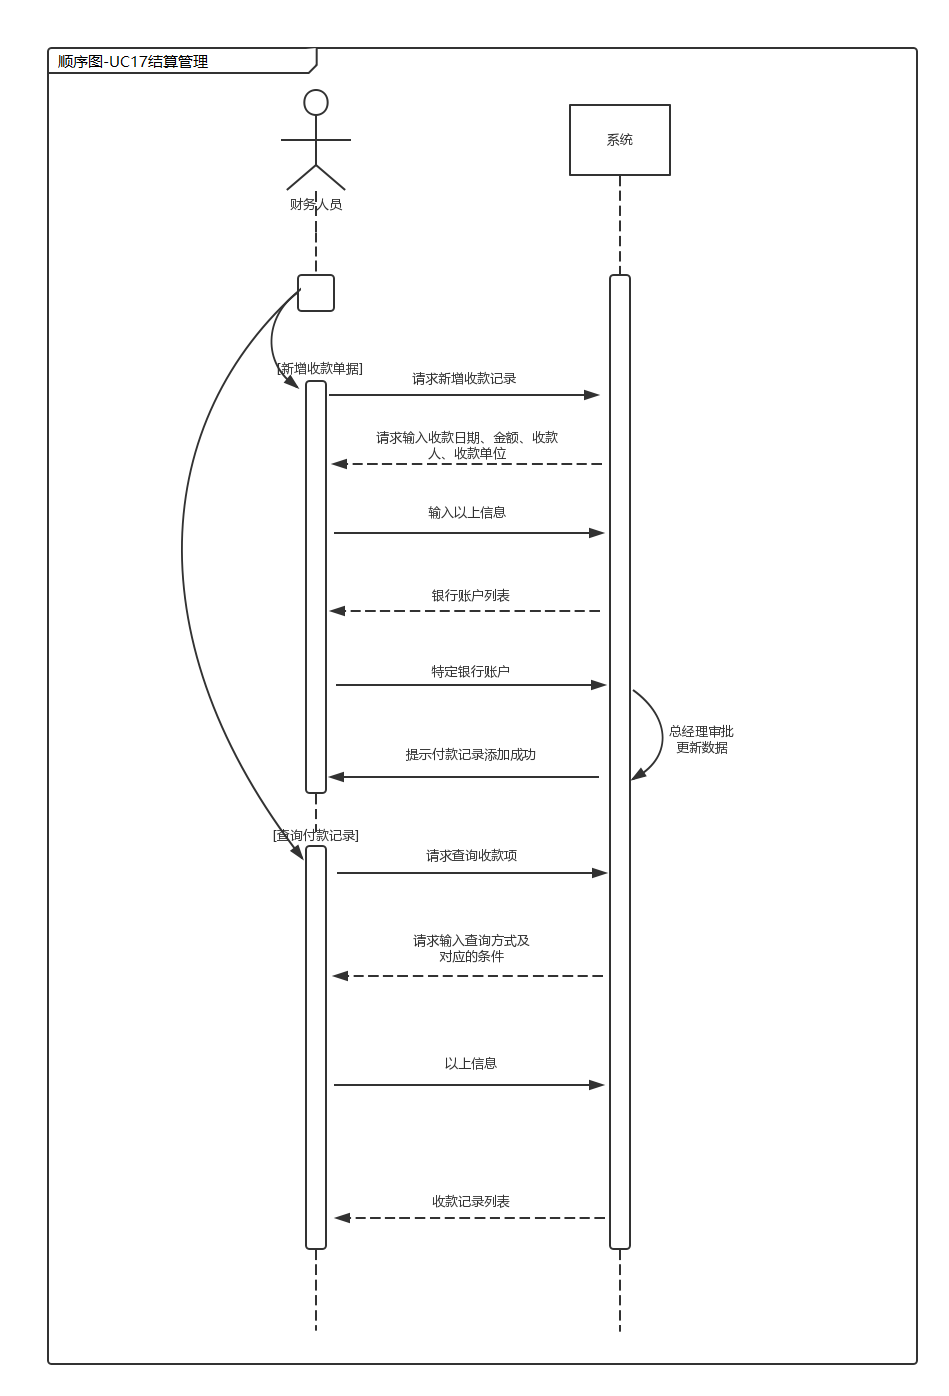 顺序图-UC17结算管理
系统
财务人员
[新增收款单据]
请求新增收款记录
请求输入收款日期、金额、收款
人、收款单位
输入以上信息
银行账户列表
特定银行账户
总经理审批
更新数据
提示付款记录添加成功
[查询付款记录]
请求查询收款项
请求输入查询方式及
对应的条件
以上信息
收款记录列表